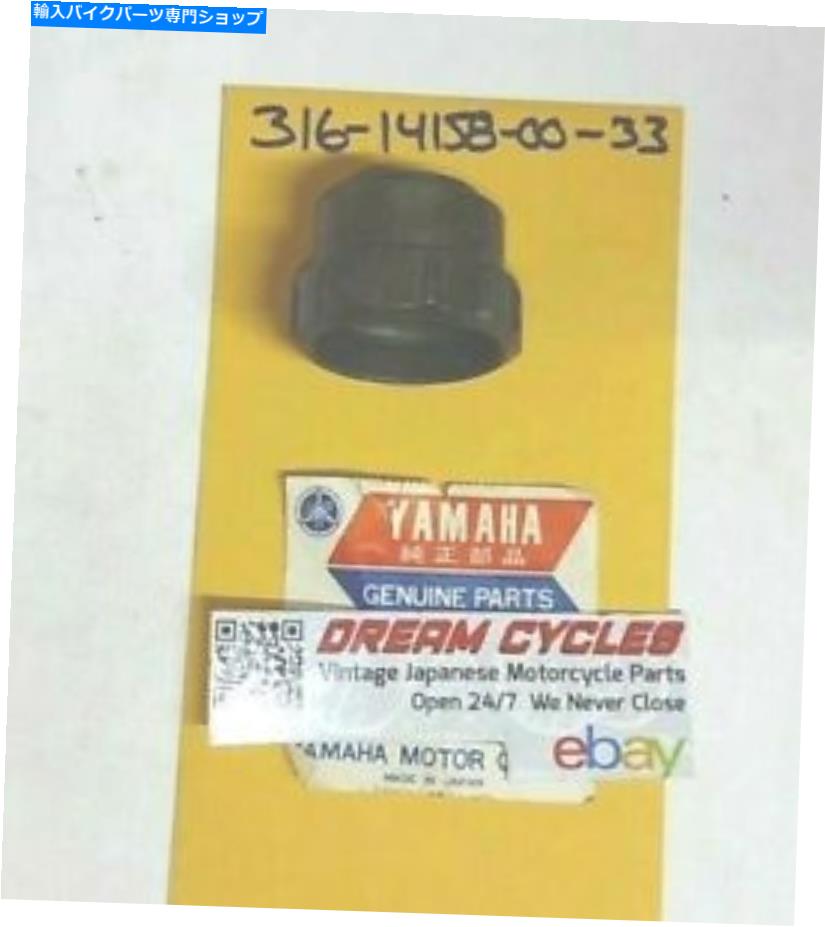 輸入バイクパーツ専門ショップ
316-14158-00-33
YAMAHA
純正部品
GENUINE PARTS
DREAM CYCLES
Vintage Japanese Motorcycle Parts
Open 24/7 We Never Close
ebay
YAMAHA MOTOR
MADE IN JAPAN